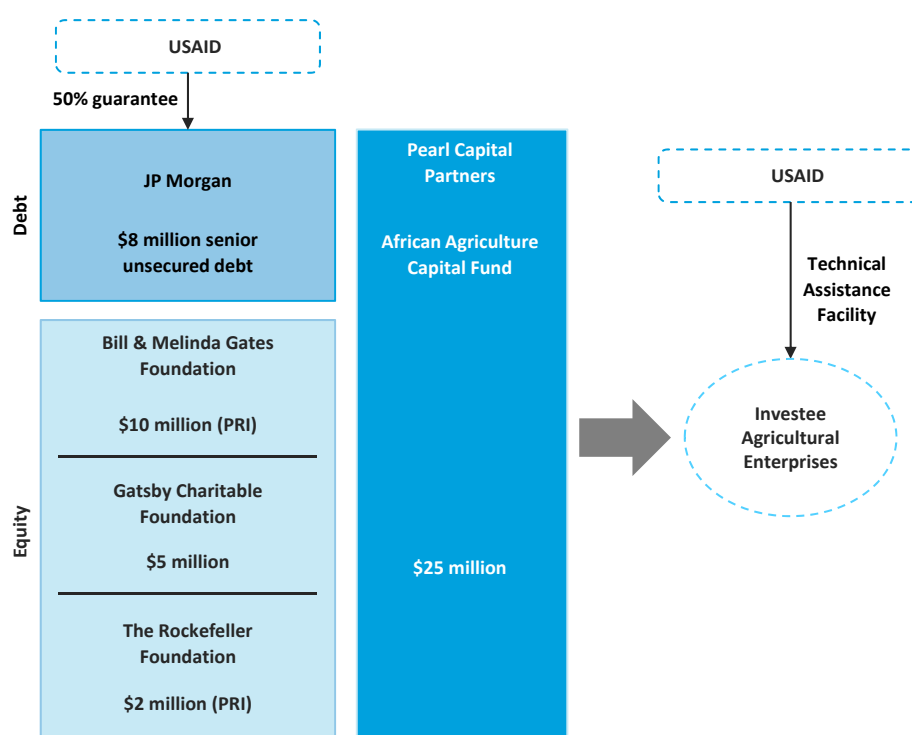 USAID
50% guarantee
Debt
JP Morgan
$8 million senior
unsecured debt
Equity
Bill & Melinda Gates
Foundation
$10 million (PRI)
Gatsby Charitable
Foundation
$5 million
The Rockefeller
Foundation
$2 million (PRI)
Pearl Capital
Partners
African Agriculture
Capital Fund
$25 million
USAID
Technical
Assistance
Facility
Investee
Agricultural
Enterprises